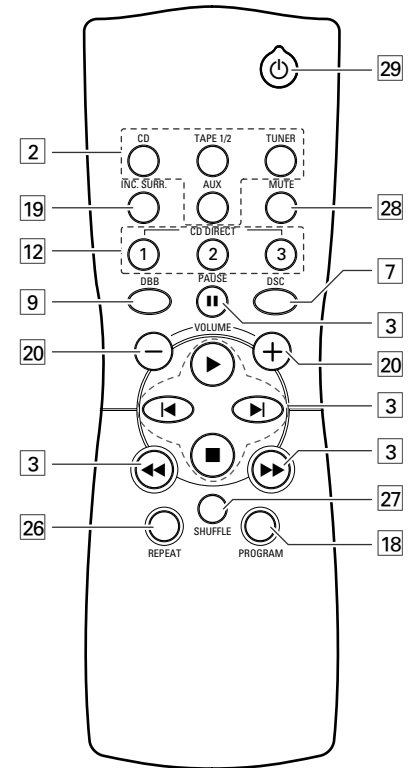 29
2
CD TAPE 1/2 TUNER
INC. SURR. AUX MUTE
19
28
CD DIRECT
12
1 2 3
7
DBB PAUSE DSC
9
3
VOLUME
20
20
3
3
3
27
26
SHUFFLE
18
REPEAT PROGRAM